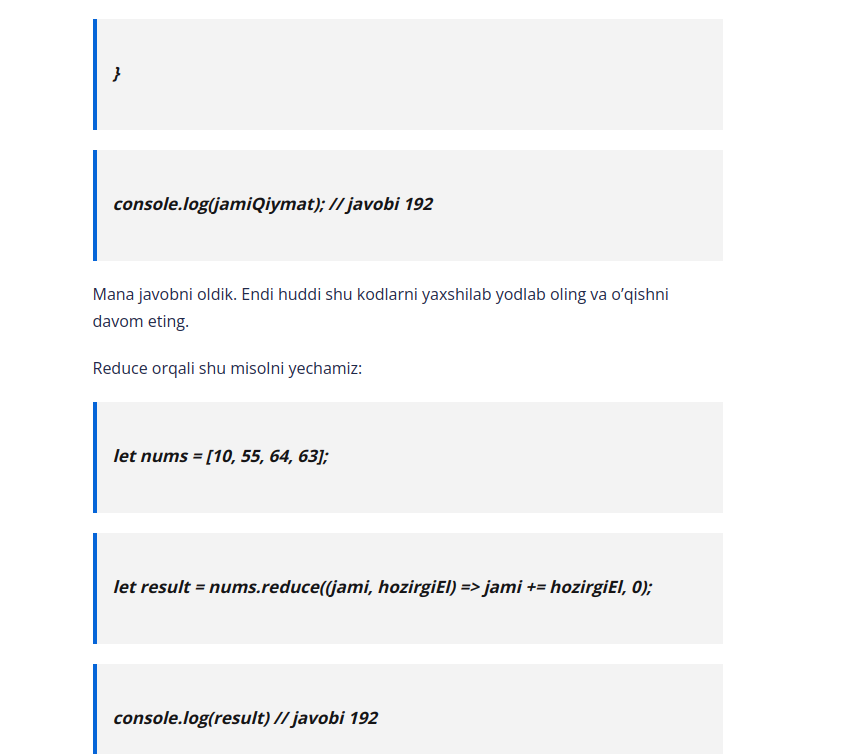 }
console.log(jamiQiymat); // javobi 192
Mana javobni oldik. Endi huddi shu kodlarni yaxshilab yodlab oling va o’qishni
davom eting.
Reduce orqali shu misolni yechamiz:
let nums = [10, 55, 64, 63];
let result = nums.reduce((jami, hozirgiEl) => jami += hozirgiEl, 0);
console.log(result) // javobi 192